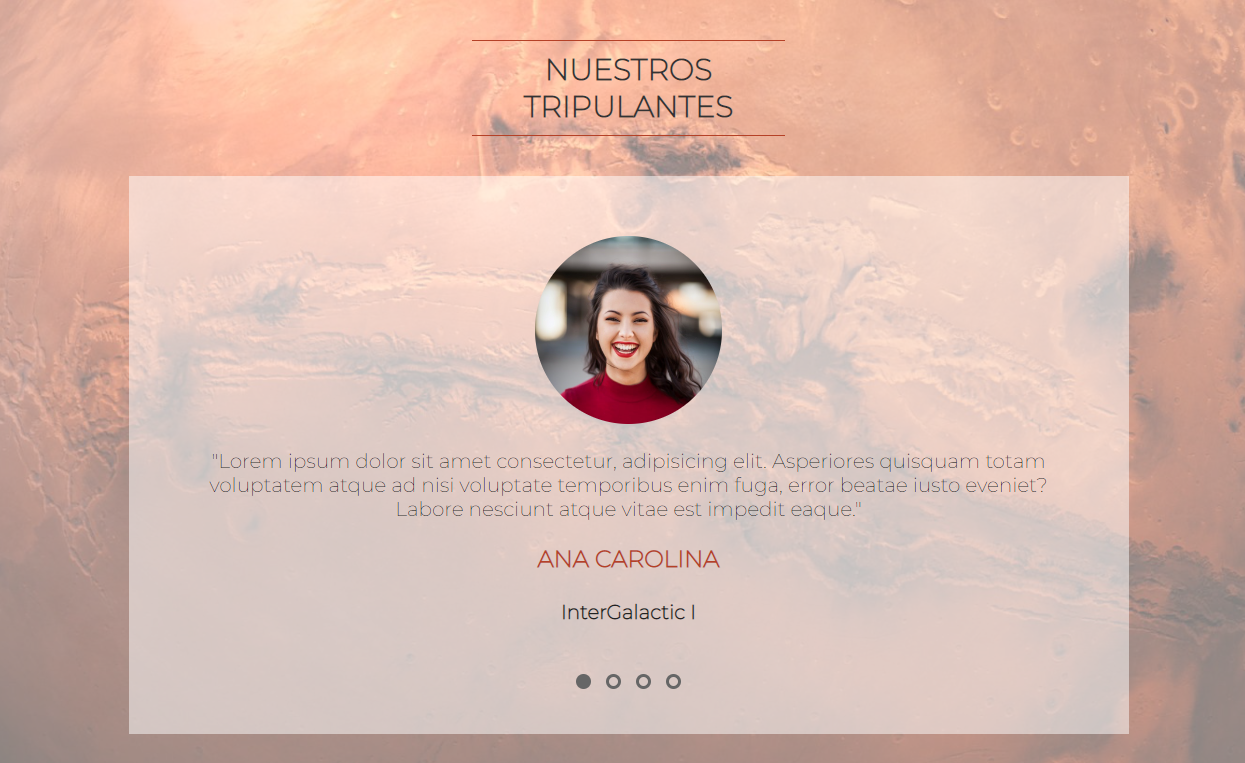 NUESTROS
TRIPULANTES
"Lorem ipsum dolor sit amet consectetur, adipisicing elit. Asperiores quisquam totam
voluptatem atque ad nisi voluptate temporibus enim fuga, error beatae iusto eveniet?
Labore nesciunt atque vitae est impedit eaque."
ANA CAROLINA
InterGalactic I